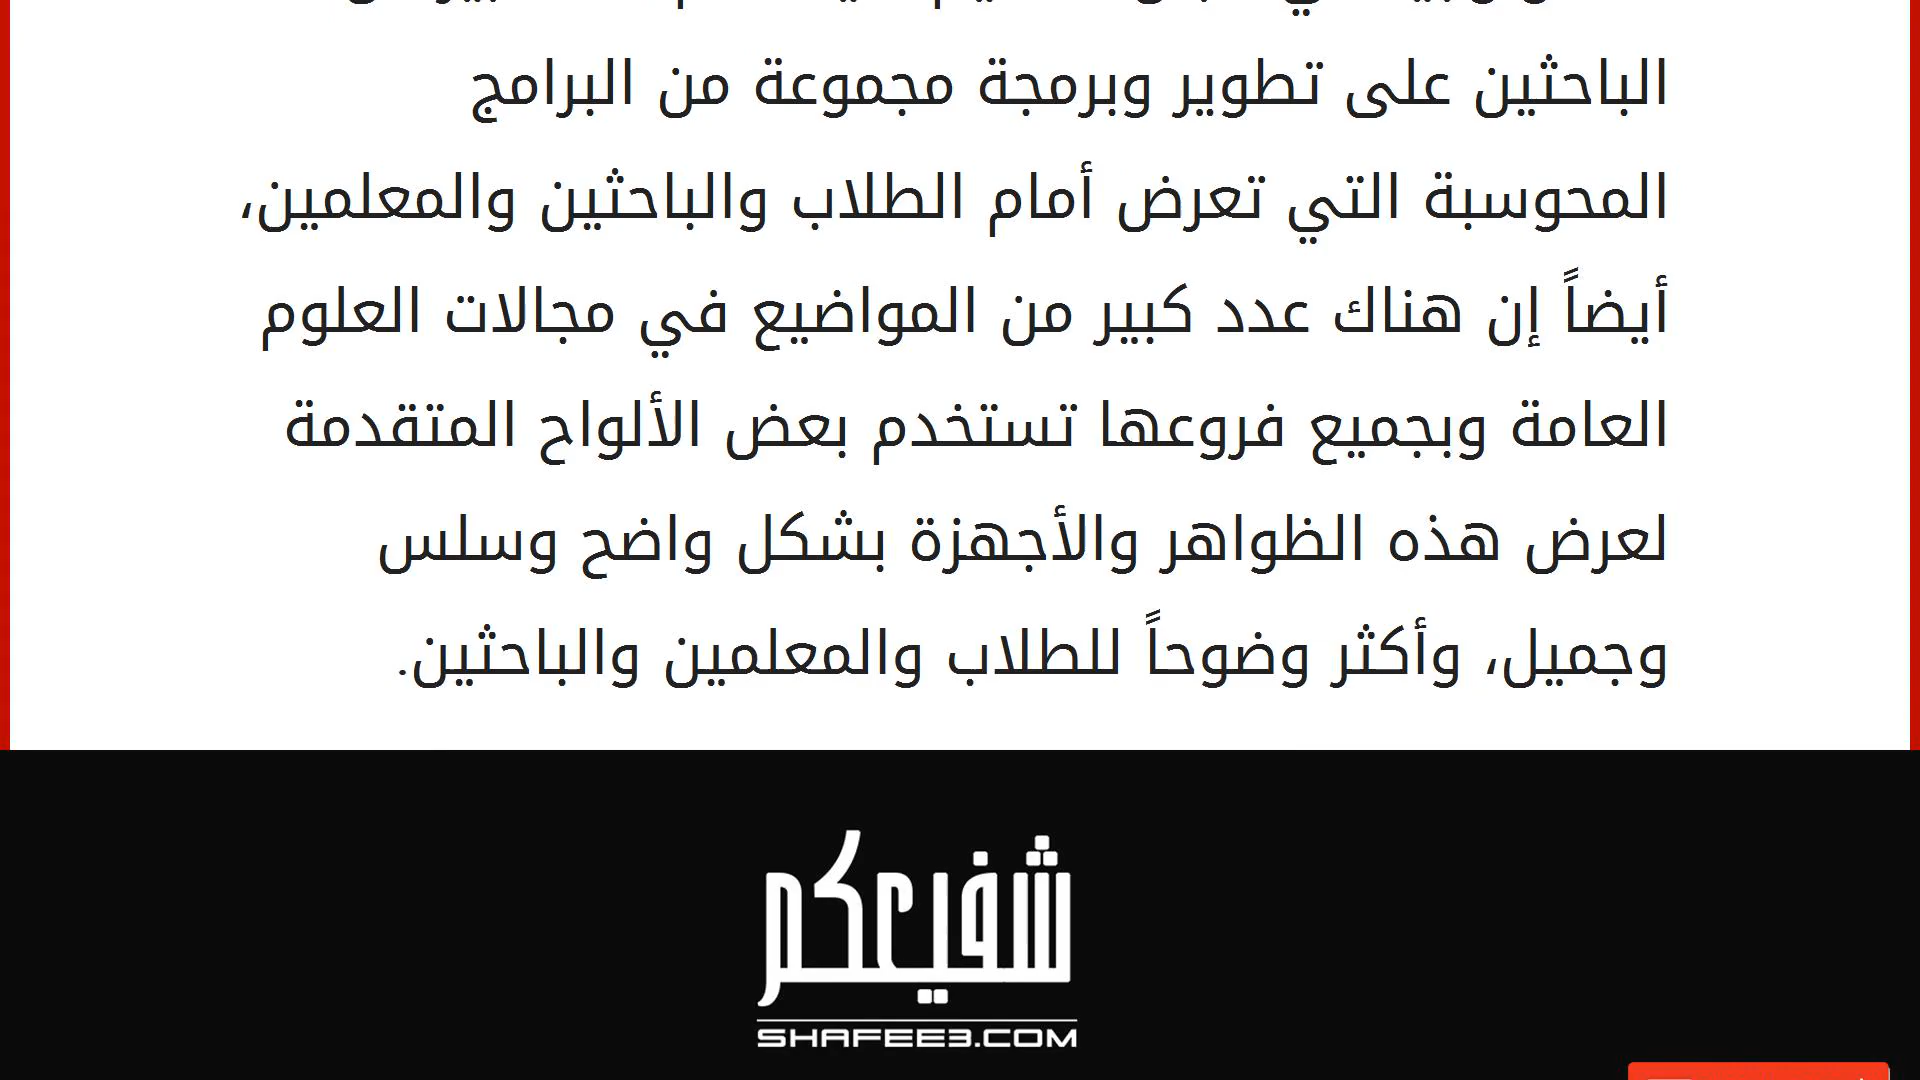 الباحثين على تطوير وبرمجة مجموعة من البرامج
المحوسبة التي تعرض أمام الطلاب والباحثين والمعلمين،
أيضاً إن هناك عدد كبير من المواضيع في مجالات العلوم
العامة وبجميع فروعها تستخدم بعض الألواح المتقدمة
لعرض هذه الظواهر والأجهزة بشكل واضح وسلس
وجميل، وأكثر وضوحاً للطلاب والمعلمين والباحثين.
شفيعكم
SHAFEE3.COM